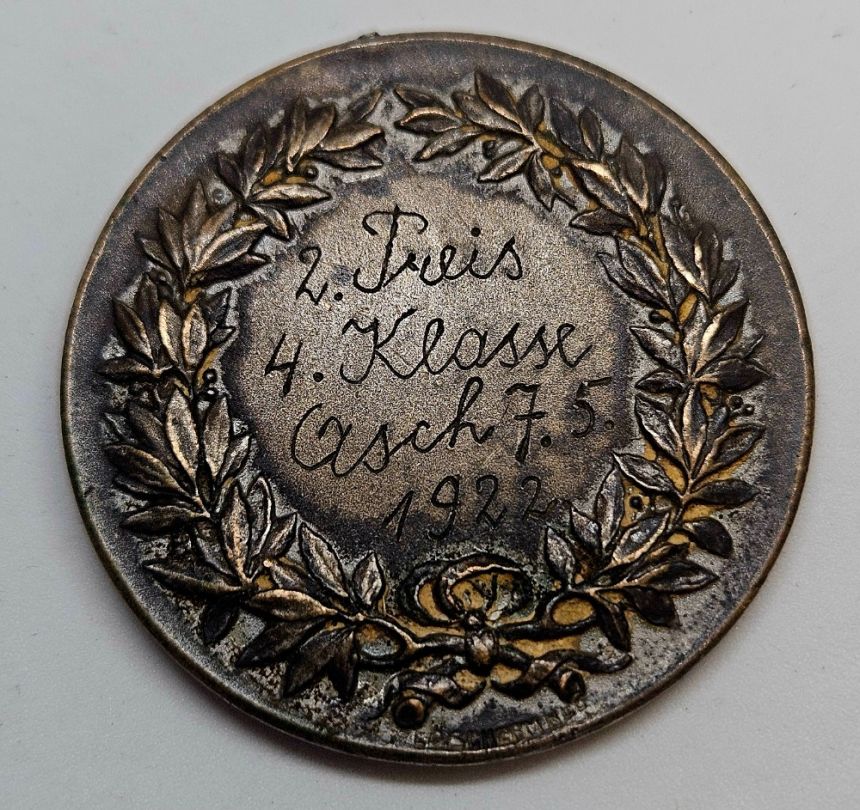 2. Preis
4. Klasse
Asch 7.5.
1922